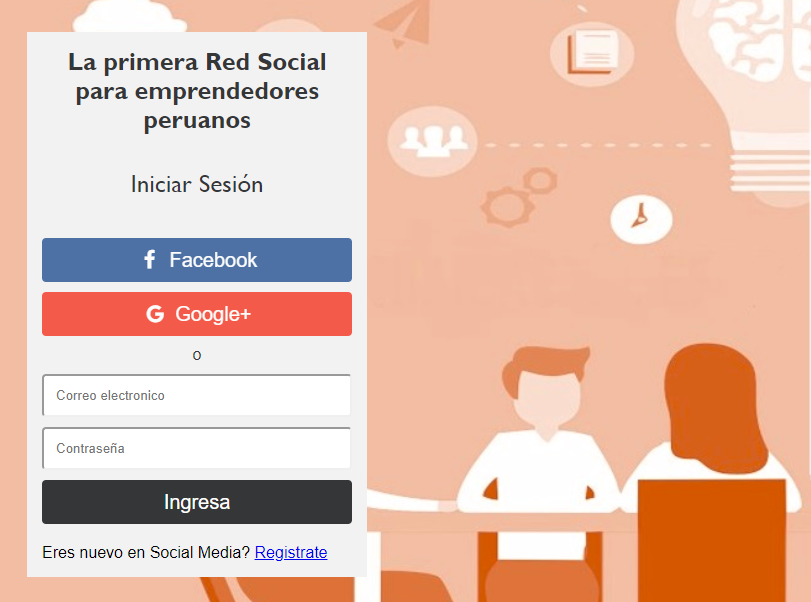 La primera Red Social
para emprendedores
peruanos
Iniciar Sesión
Facebook
Google+
o
Correo electronico
Contraseña
Ingresa
Eres nuevo en Social Media? Registrate